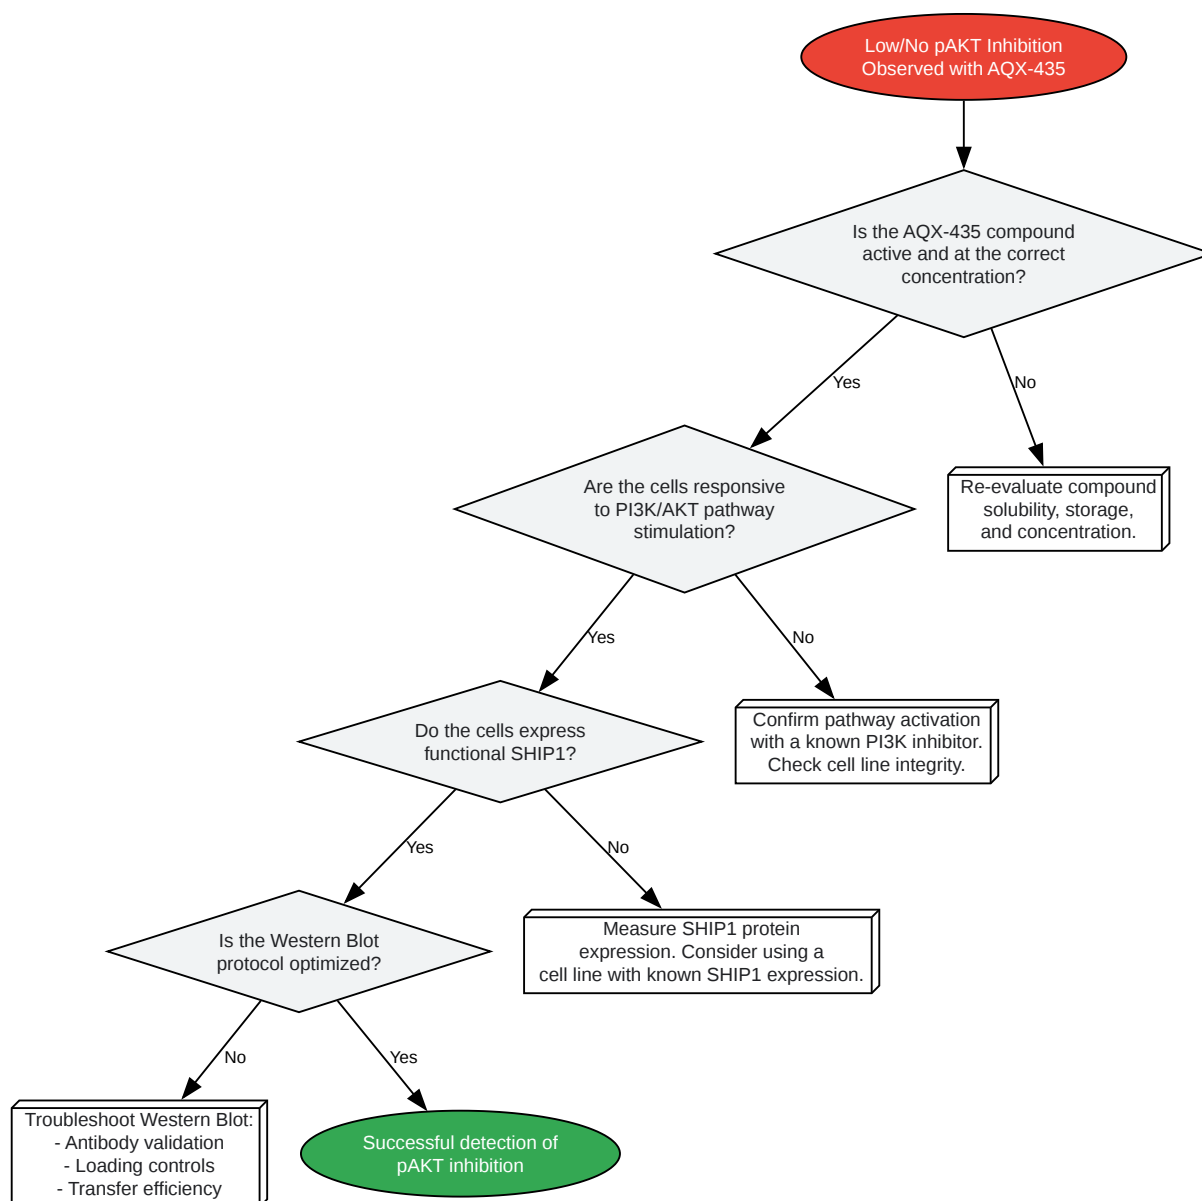 Low/No pAKT Inhibition
Observed with AQX-435
Is the AQX-435 compound
active and at the correct
concentration?
Yes
No
Are the cells responsive
to PI3K/AKT pathway
stimulation?
Re-evaluate compound
solubility, storage,
and concentration.
Yes
No
Do the cells express
functional SHIP1?
Confirm pathway activation
with a known PI3K inhibitor.
Check cell line integrity.
Yes
No
Is the Western Blot
protocol optimized?
Measure SHIP1 protein
expression. Consider using a
cell line with known SHIP1 expression.
No
Yes
Troubleshoot Western Blot:
- Antibody validation
- Loading controls
- Transfer efficiency
Successful detection of
pAKT inhibition